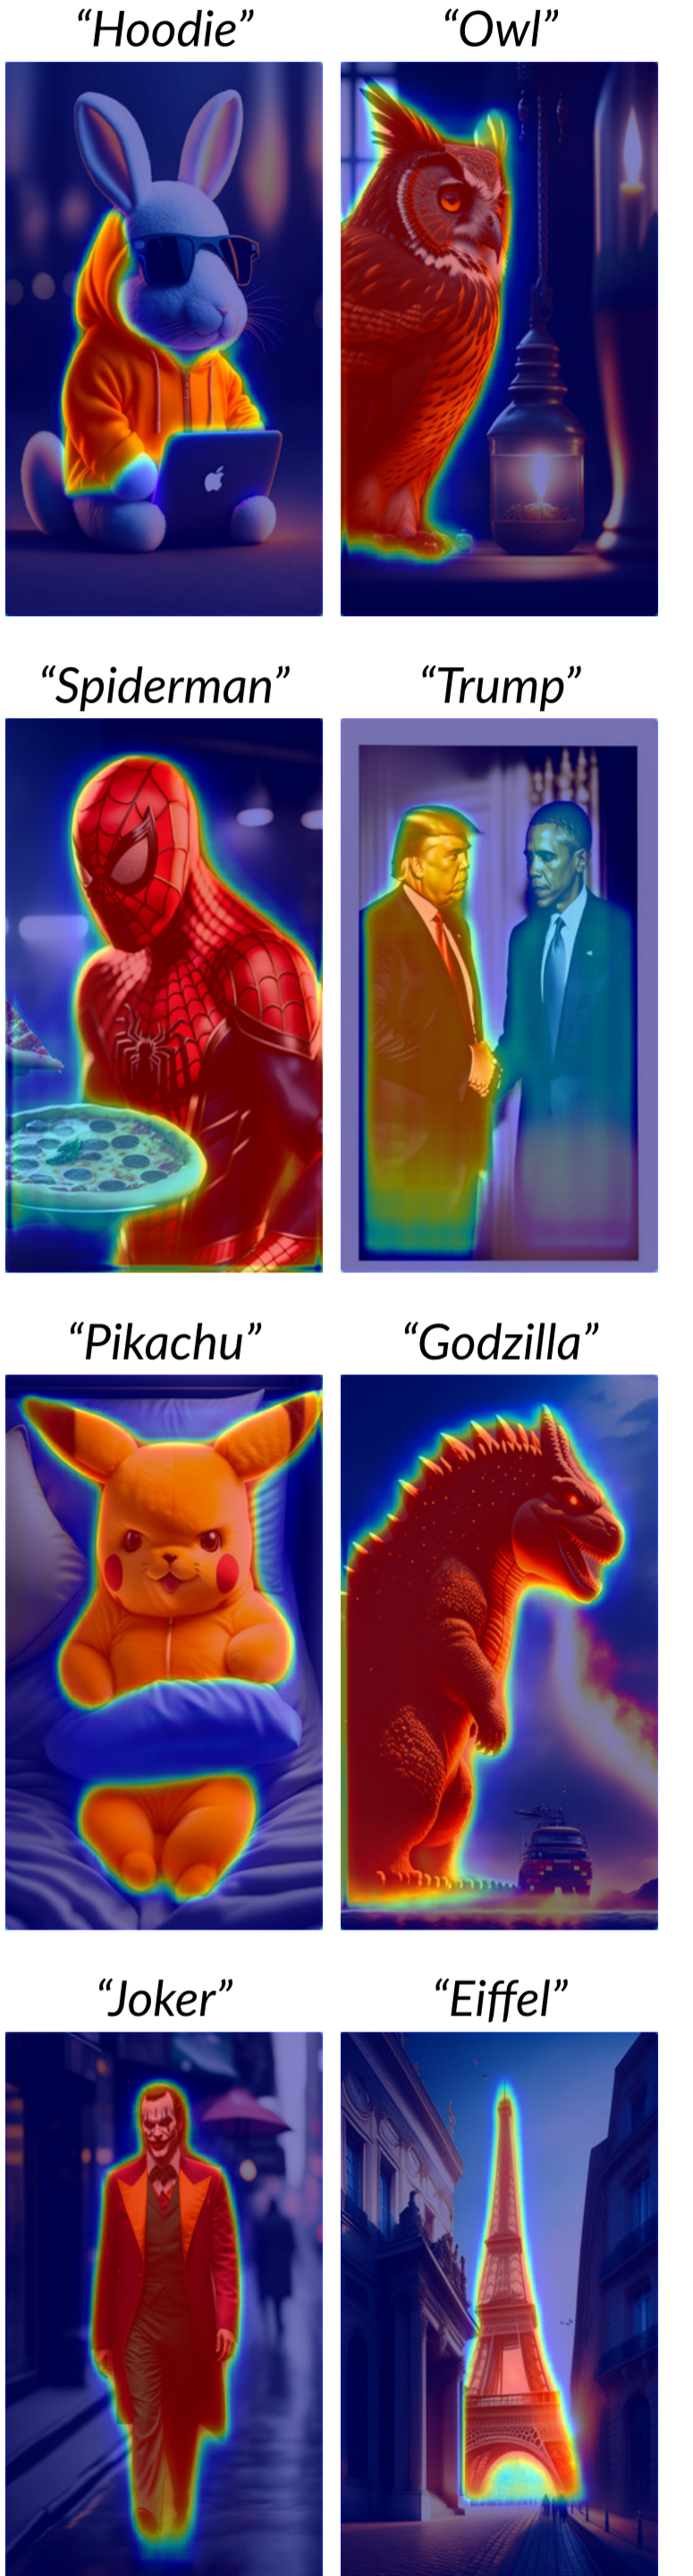 “Hoodie” “Owl”
“Spiderman” “Trump”
“Pikachu” “Godzilla”
“Joker” “Eiffel”